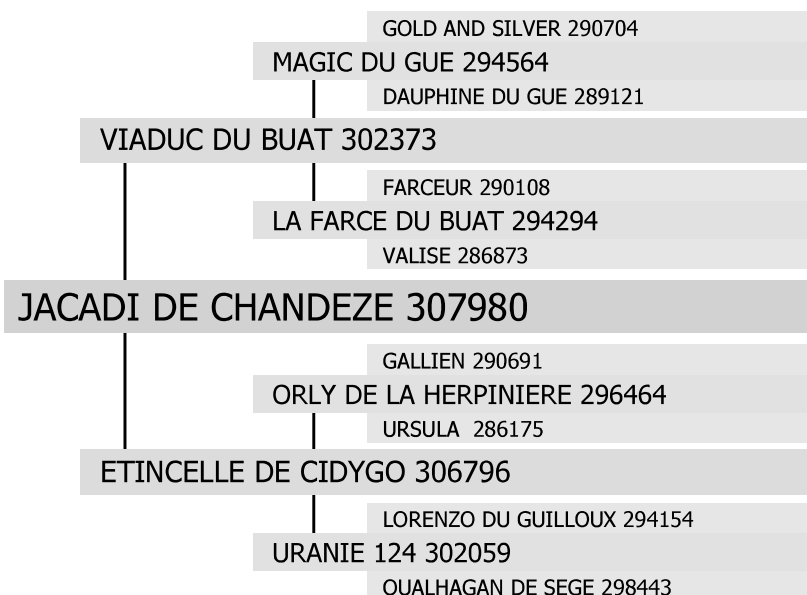 GOLD AND SILVER 290704
MAGIC DU GUE 294564
DAUPHINE DU GUE 289121
VIADUC DU BUAT 302373
FARCEUR 290108
LA FARCE DU BUAT 294294
VALISE 286873
JACADI DE CHANDEZE 307980
GALLIEN 290691
ORLY DE LA HERPINIERE 296464
URSULA  286175
ETINCELLE DE CIDYGO 306796
LORENZO DU GUILLOUX 294154
URANIE 124 302059
OUALHAGAN DE SEGE 298443